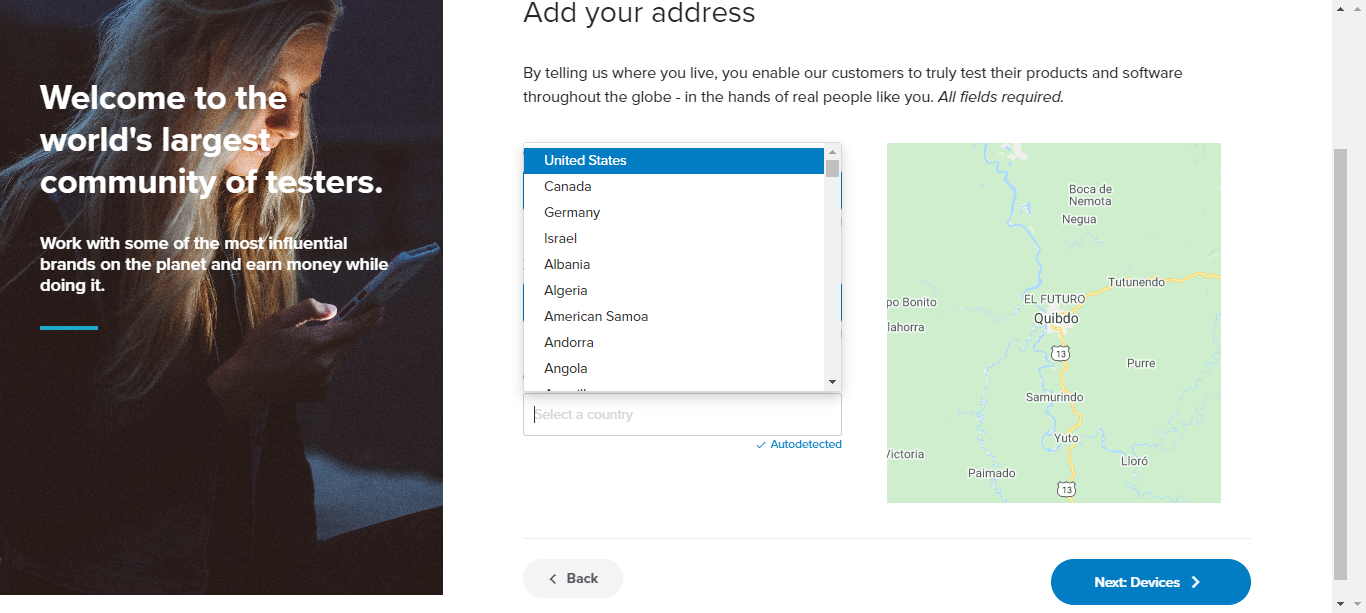 Welcome to the
world's largest
community of testers.
Work with some of the most influential
brands on the planet and earn money while
doing it.
Add your address
By telling us where you live, you enable our customers to truly test their products and software
throughout the globe - in the hands of real people like you. All fields required.
United States
Canada
Germany
Israel
Albania
Algeria
American Samoa
Andorra
Angola
Select a country
Autodetected
Boca de
Nemota
Negua
Tutunendo
po Bonito
EL FUTURO
Quibdo
lahorra
13
Purre
Samurindo
Yuto
Victoria
Lloró
Paimado
13
Back
Next: Devices